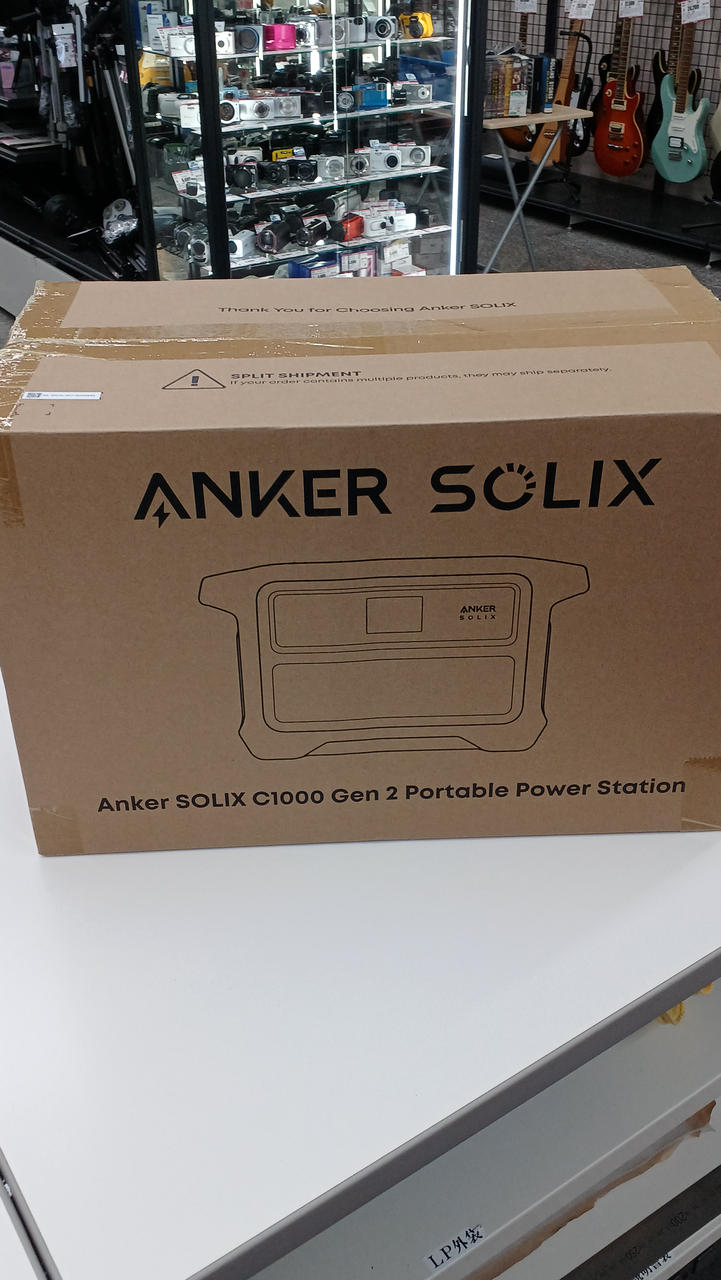 Thank You for Choosing Anker SOLIX
SPLIT SHIPMENT
If your order contains multiple products, they may ship separately.
ANKER SOLIX
ANKER
SOLIX
Anker SOLIX C1000 Gen 2 Portable Power Station
LP外袋